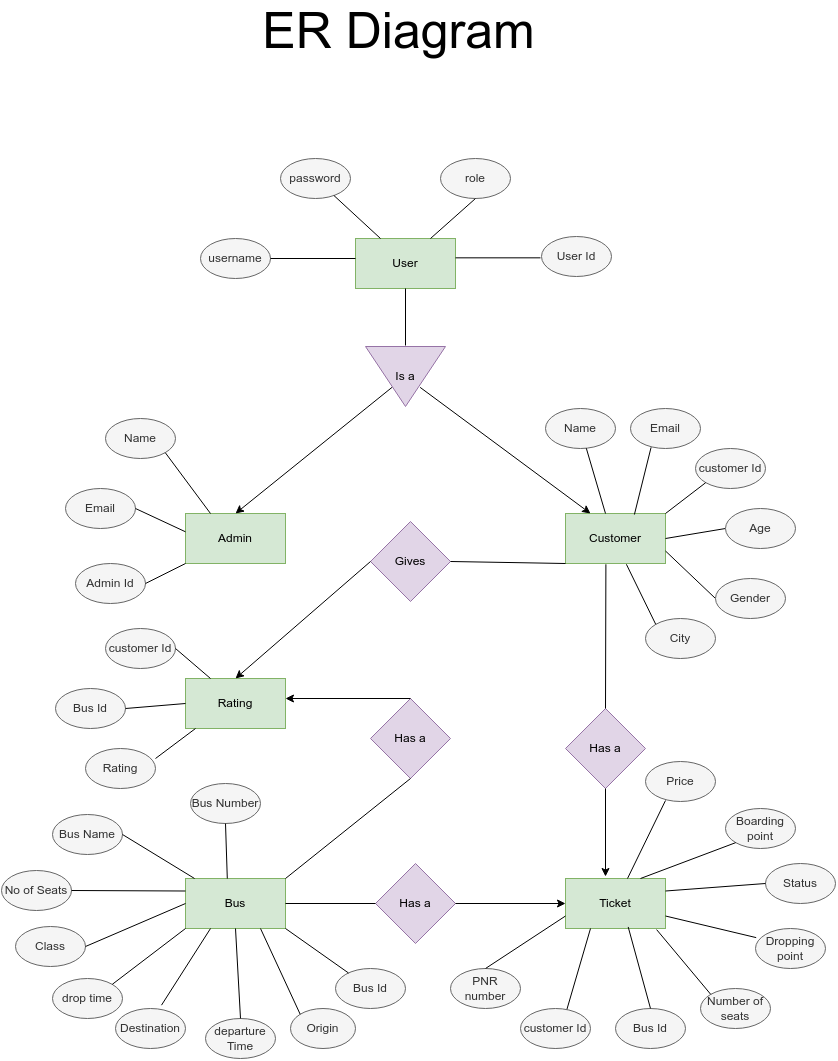 ER Diagram
password
role
username
User
User Id
Is a
Name
Name
Email
customer Id
Email
Admin
Customer
Age
Admin Id
Gives
Gender
City
customer Id
Bus Id
Rating
Has a
Has a
Rating
Price
Bus Number
Bus Name
Boarding
point
No of Seats
Bus
Has a
Ticket
Status
Class
Dropping
point
drop time
Bus Id
PNR
number
Number of
seats
Destination
departure
Time
Origin
customer Id
Bus Id